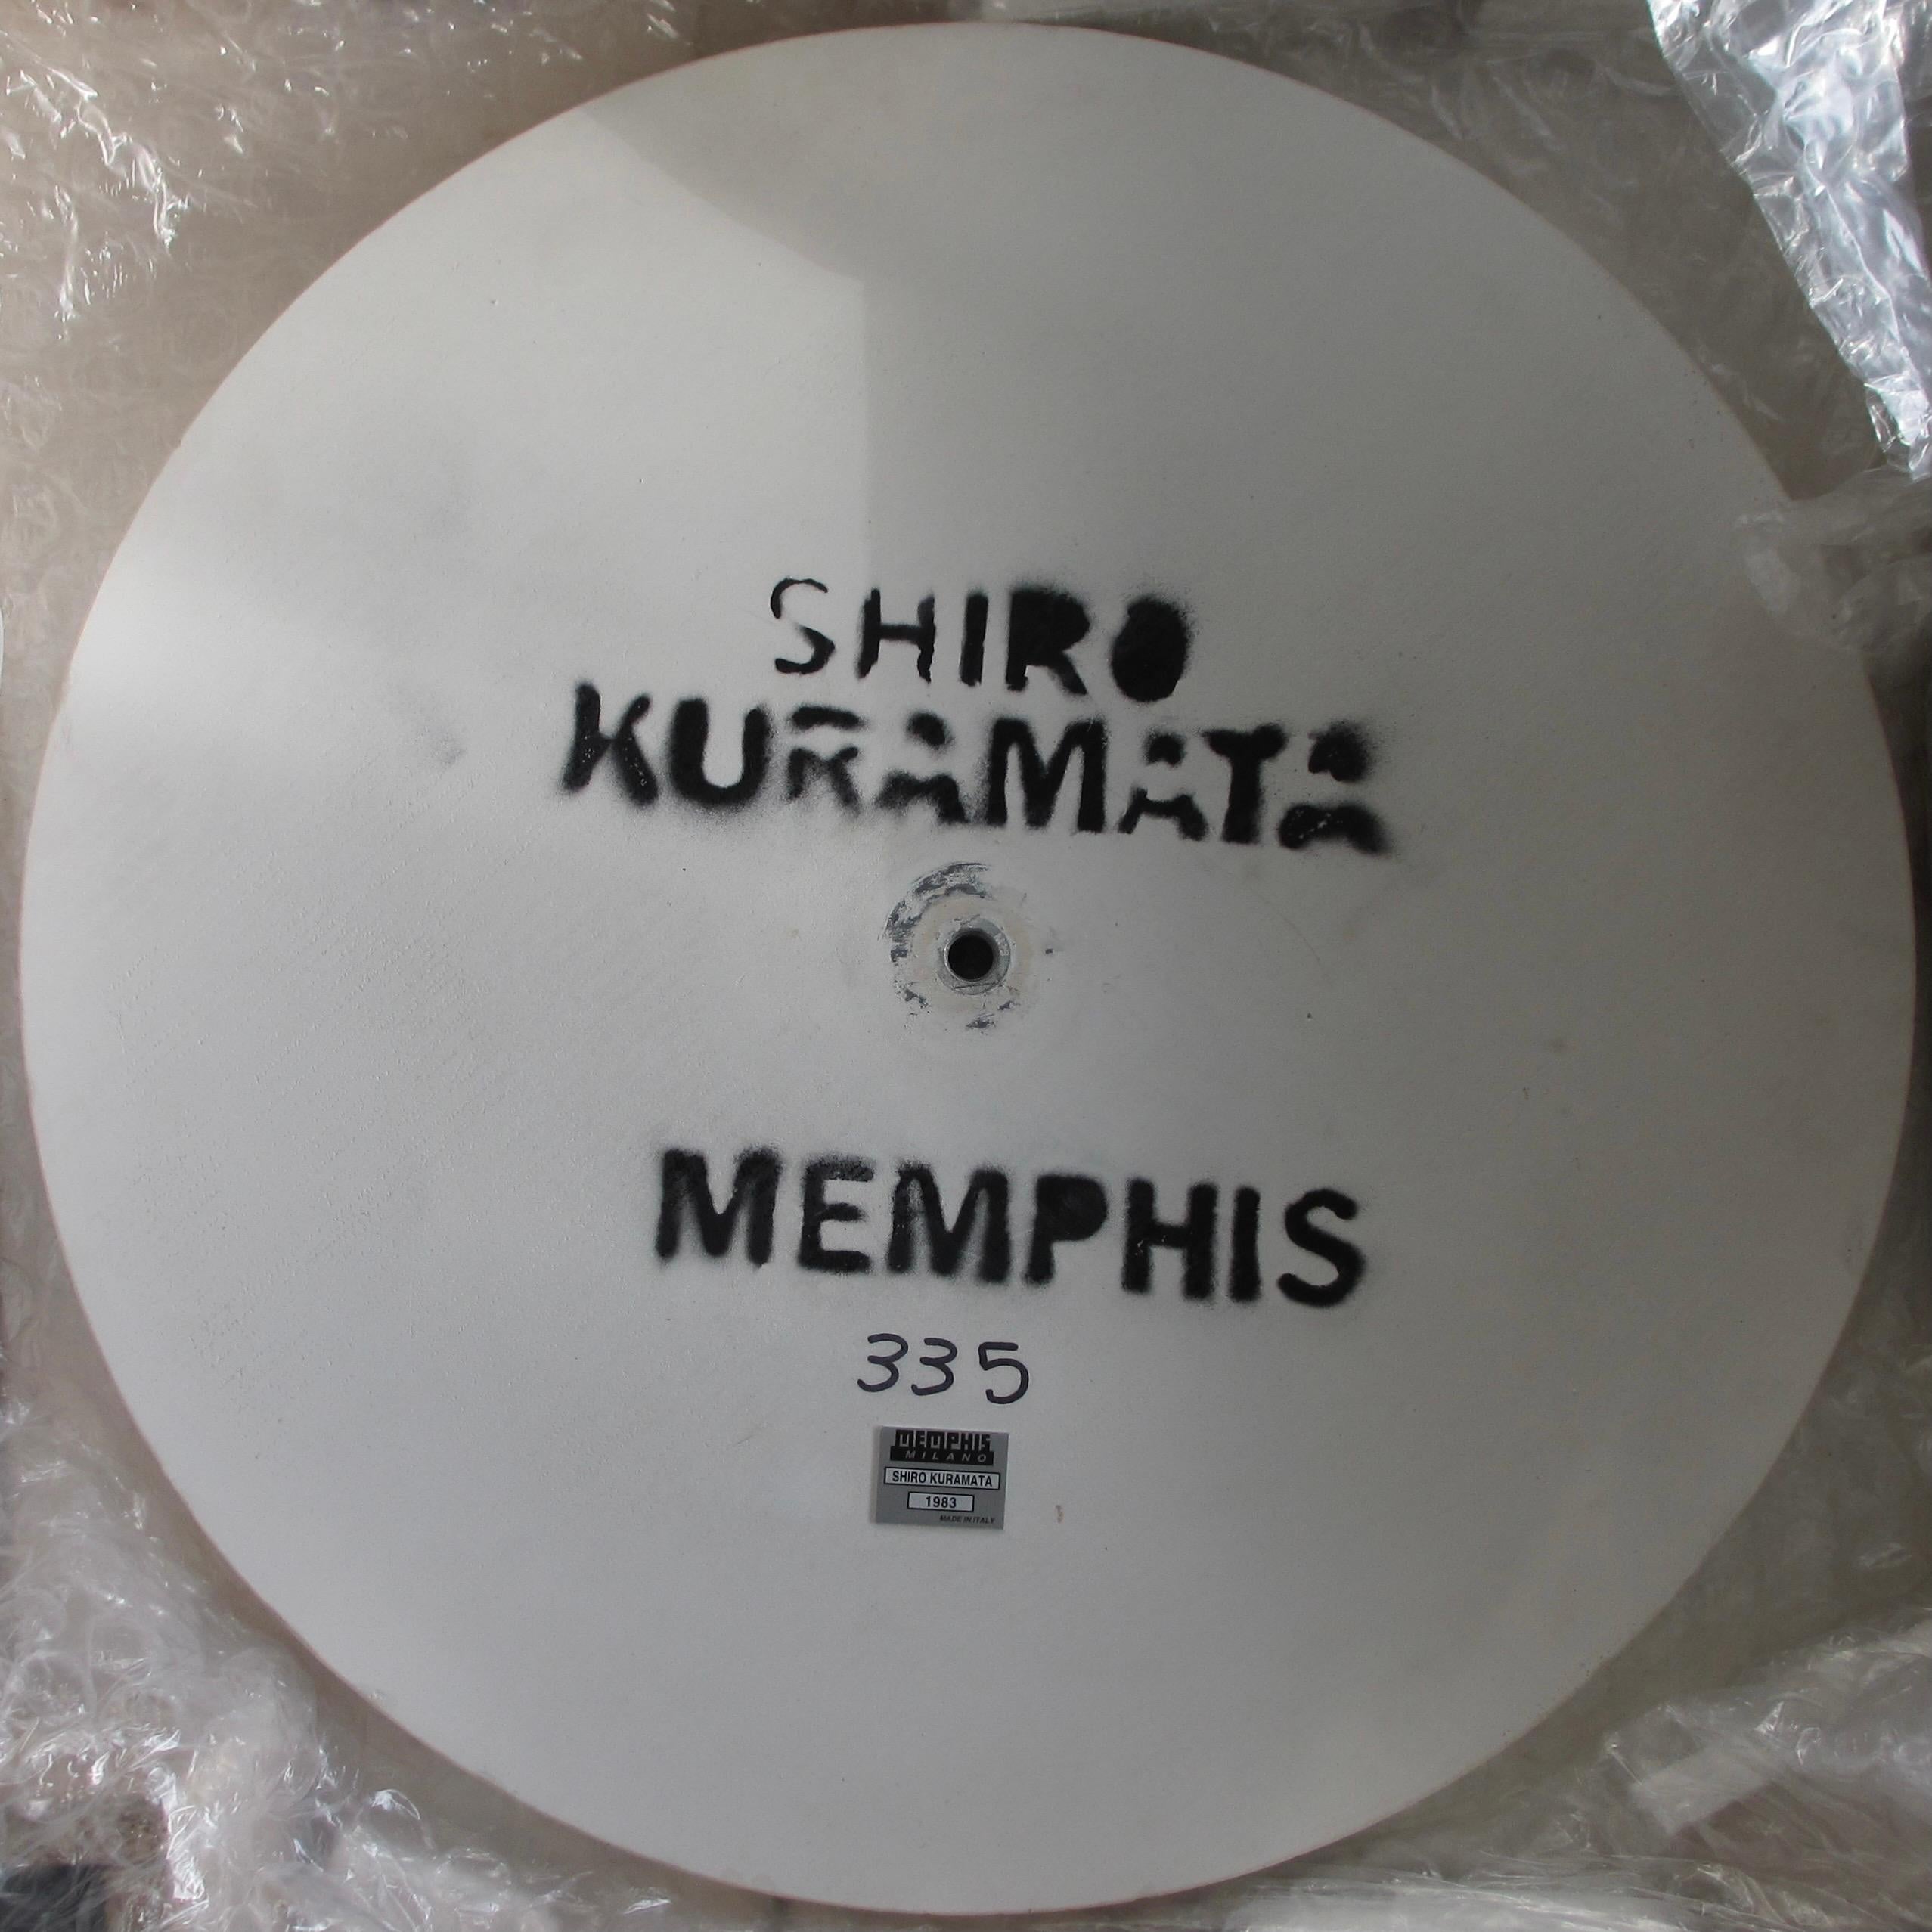 SHIRO
KURAMATA
MEMPHIS
335
MEMPHIS
MILANO
SHIRO KURAMATA
1983
MADE IN ITALY